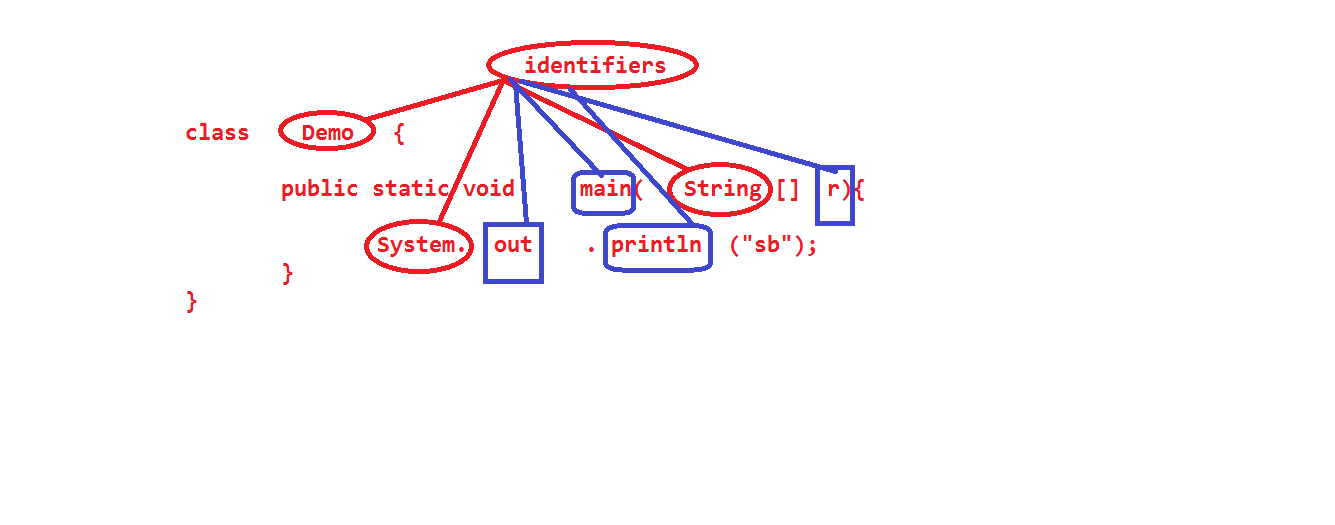 identifiers
class Demo {
public static void main( String [] r){
System. out . println ("sb");
}
}